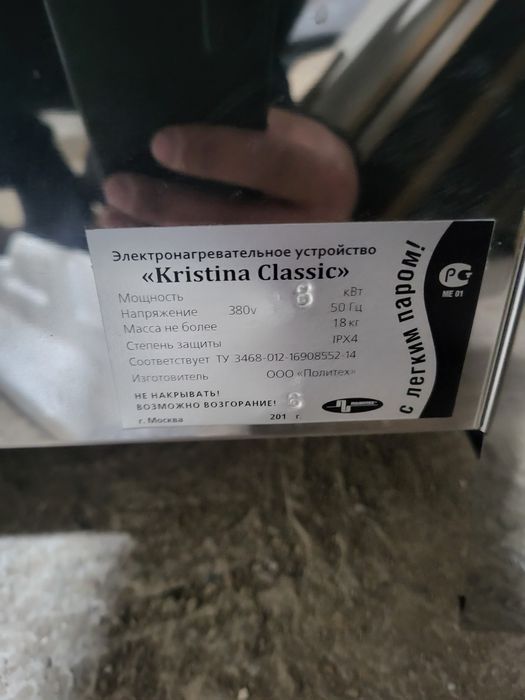 Электронагревательное устройство
«Kristina Classic»
Мощность кВт
Напряжение 380v 50 Гц
Масса не более 18 кг
Степень защиты IPX4
Соответствует ТУ 3468-012-16908552-14
Изготовитель ООО «Политех»
НЕ НАКРЫВАТЬ!
ВОЗМОЖНО ВОЗГОРАНИЕ! 6
г. Москва 201 г.
с легким паром!
МЕ 01